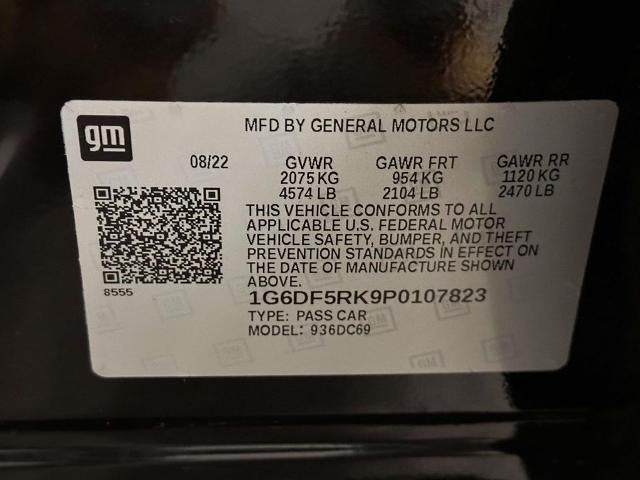 gm
MFD BY GENERAL MOTORS LLC
08/22 GVWR GAWR FRT GAWR RR
2075 KG 954 KG 1120 KG
4574 LB 2104 LB 2470 LB
THIS VEHICLE CONFORMS TO ALL
APPLICABLE U.S. FEDERAL MOTOR
VEHICLE SAFETY, BUMPER, AND THEFT
PREVENTION STANDARDS IN EFFECT ON
THE DATE OF MANUFACTURE SHOWN
ABOVE.
8555
1G6DF5RK9P0107823
TYPE: PASS CAR
MODEL: 936DC69